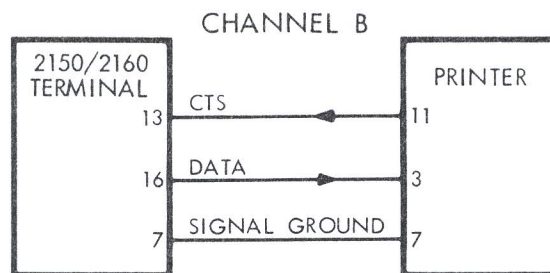 CHANNEL B
2150/2160
TERMINAL
PRINTER
13 CTS 11
16 DATA 3
7 SIGNAL GROUND 7